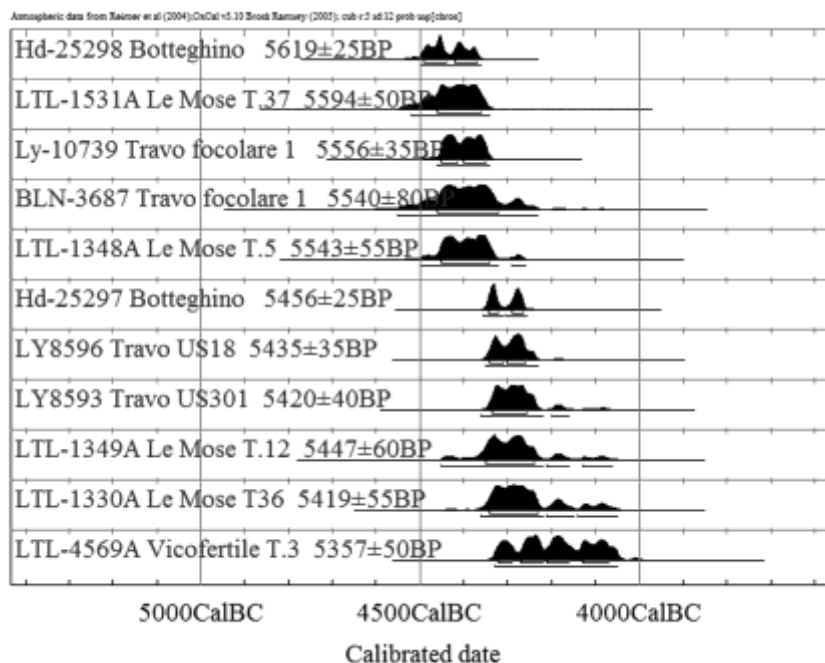 Atmospheric data from Reimer et al (2004);OxCal v3.10 Bronk Ramsey (2005); cub r:5 sd:12 prob usp[chron]
Hd-25298 Botteghino 5619±25BP
LTL-1531A Le Mose T.37 5594±50BP
Ly-10739 Travo focolare 1 5556±35BP
BLN-3687 Travo focolare 1 5540±80BP
LTL-1348A Le Mose T.5 5543±55BP
Hd-25297 Botteghino 5456±25BP
LY8596 Travo US18 5435±35BP
LY8593 Travo US301 5420±40BP
LTL-1349A Le Mose T.12 5447±60BP
LTL-1330A Le Mose T36 5419±55BP
LTL-4569A Vicofertile T.3 5357±50BP
5000CalBC 4500CalBC 4000CalBC
Calibrated date